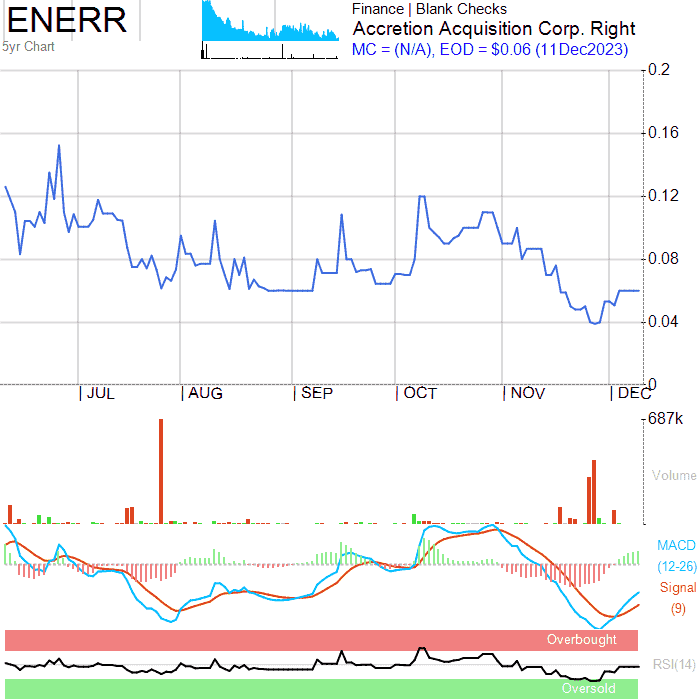 ENERR
5yr Chart
Finance | Blank Checks
Accretion Acquisition Corp. Right
MC = (N/A), EOD = $0.06 (11Dec2023)
0.2
0.16
0.12
0.08
0.04
0
JUL AUG SEP OCT NOV DEC
687k
Volume
MACD
(12-26)
Signal
(9)
Overbought
RSI(14)
Oversold